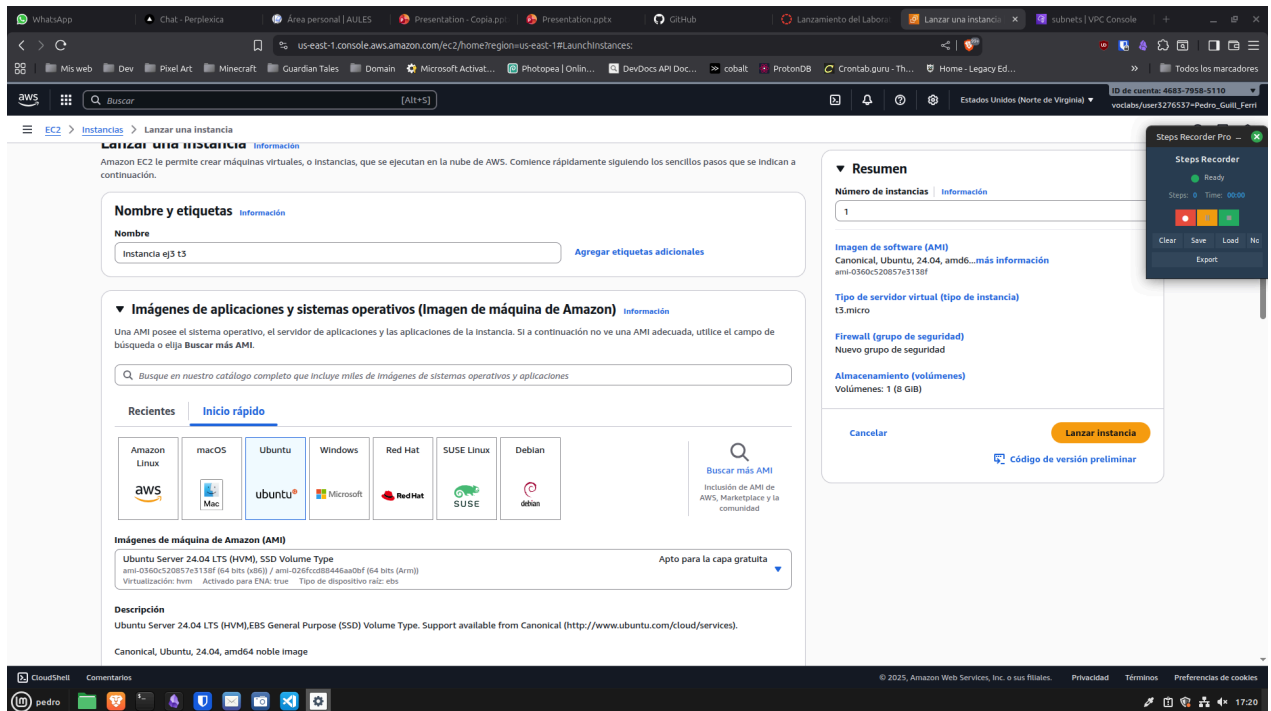 WhatsApp
Chat - Perplexica
Área personal | AULES
Presentation - Copia.ppt
Presentation.pptx
GitHub
Lanzamiento del Laborat
Lanzar una instancia
subnets | VPC Console
us-east-1.console.aws.amazon.com/ec2/home?region=us-east-1#LaunchInstances:
Mis web
Dev
Pixel Art
Minecraft
Guardian Tales
Domain
Microsoft Activat...
Photopea | Onlin...
DevDocs API Doc...
cobalt
ProtonDB
Crontab.guru - Th...
Home - Legacy Ed...
Todos los marcadores
aws
Buscar
[Alt+S]
Estados Unidos (Norte de Virginia)
ID de cuenta: 4683-7958-5110
voclabs/user3276537=Pedro_Guill_Ferri
EC2 > Instancias > Lanzar una instancia
Lanzar una instancia Información
Amazon EC2 le permite crear máquinas virtuales, o instancias, que se ejecutan en la nube de AWS. Comience rápidamente siguiendo los sencillos pasos que se indican a
continuación.
Nombre y etiquetas Información
Nombre
Instancia ej3 t3
Agregar etiquetas adicionales
Imágenes de aplicaciones y sistemas operativos (Imagen de máquina de Amazon) Información
Una AMI posee el sistema operativo, el servidor de aplicaciones y las aplicaciones de la instancia. Si a continuación no ve una AMI adecuada, utilice el campo de
búsqueda o elija Buscar más AMI.
Busque en nuestro catálogo completo que incluye miles de imágenes de sistemas operativos y aplicaciones
Recientes
Inicio rápido
Amazon
Linux
aws
macOS
Mac
Ubuntu
ubuntu
Windows
Microsoft
Red Hat
Red Hat
SUSE Linux
SUSE
Debian
debian
Buscar más AMI
Inclusión de AMI de
AWS, Marketplace y la
comunidad
Imágenes de máquina de Amazon (AMI)
Ubuntu Server 24.04 LTS (HVM), SSD Volume Type
Apto para la capa gratuita
ami-0360c520857e3138f (64 bits (x86)) / ami-026fccd88446aa0bf (64 bits (Arm))
Virtualización: hvm Activado para ENA: true Tipo de dispositivo raíz: ebs
Descripción
Ubuntu Server 24.04 LTS (HVM),EBS General Purpose (SSD) Volume Type. Support available from Canonical (http://www.ubuntu.com/cloud/services).
Canonical, Ubuntu, 24.04, amd64 noble image
Resumen
Número de instancias
Información
1
Imagen de software (AMI)
Canonical, Ubuntu, 24.04, amd6...más información
ami-0360c520857e3138f
Tipo de servidor virtual (tipo de instancia)
t3.micro
Firewall (grupo de seguridad)
Nuevo grupo de seguridad
Almacenamiento (volúmenes)
Volúmenes: 1 (8 GiB)
Cancelar
Lanzar instancia
Código de versión preliminar
Steps Recorder Pro
Steps Recorder
Ready
Steps: 0 Time: 00:00
Clear
Save
Load
No
Export
CloudShell
Comentarios
© 2025, Amazon Web Services, Inc. o sus filiales.
Privacidad
Términos
Preferencias de cookies
pedro
17:20